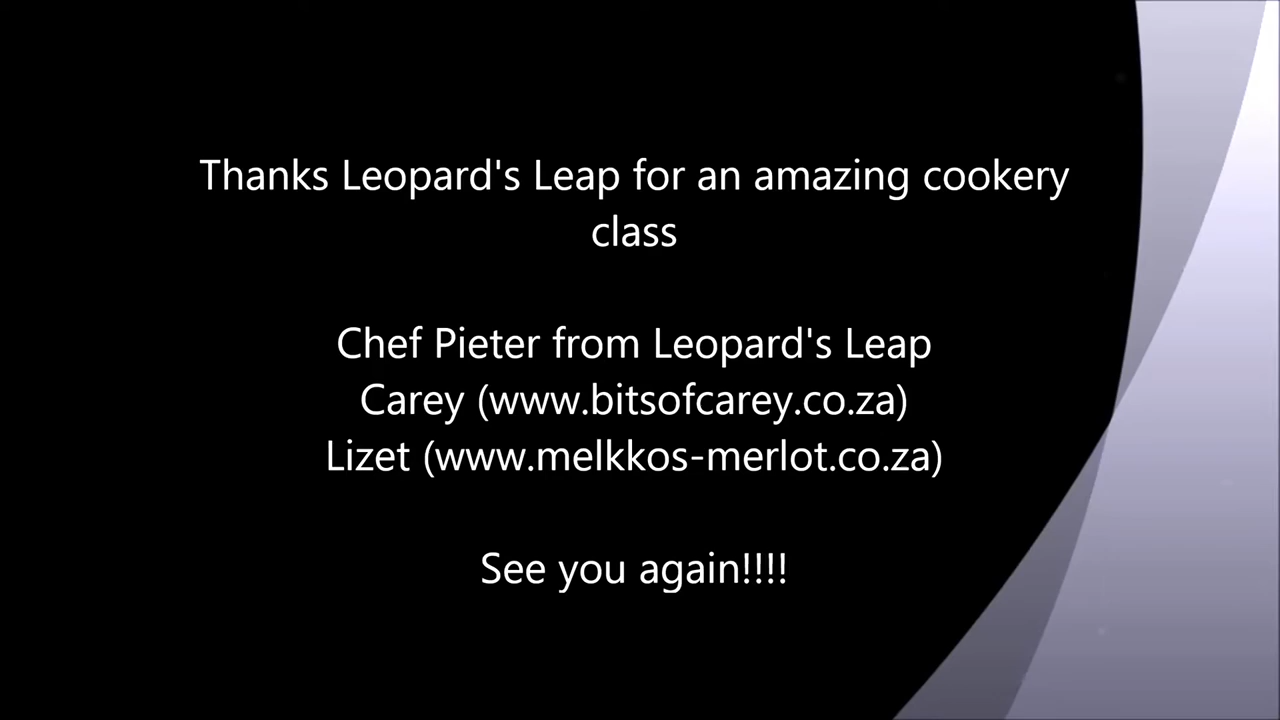 Thanks Leopard's Leap for an amazing cookery
class
Chef Pieter from Leopard's Leap
Carey (www.bitsofcarey.co.za)
Lizet (www.melkkos-merlot.co.za)
See you again!!!!